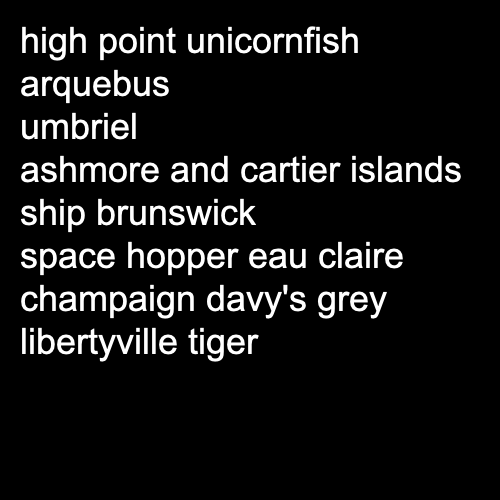 high point unicornfish
arquebus
umbriel
ashmore and cartier islands
ship brunswick
space hopper eau claire
champaign davy's grey
libertyville tiger